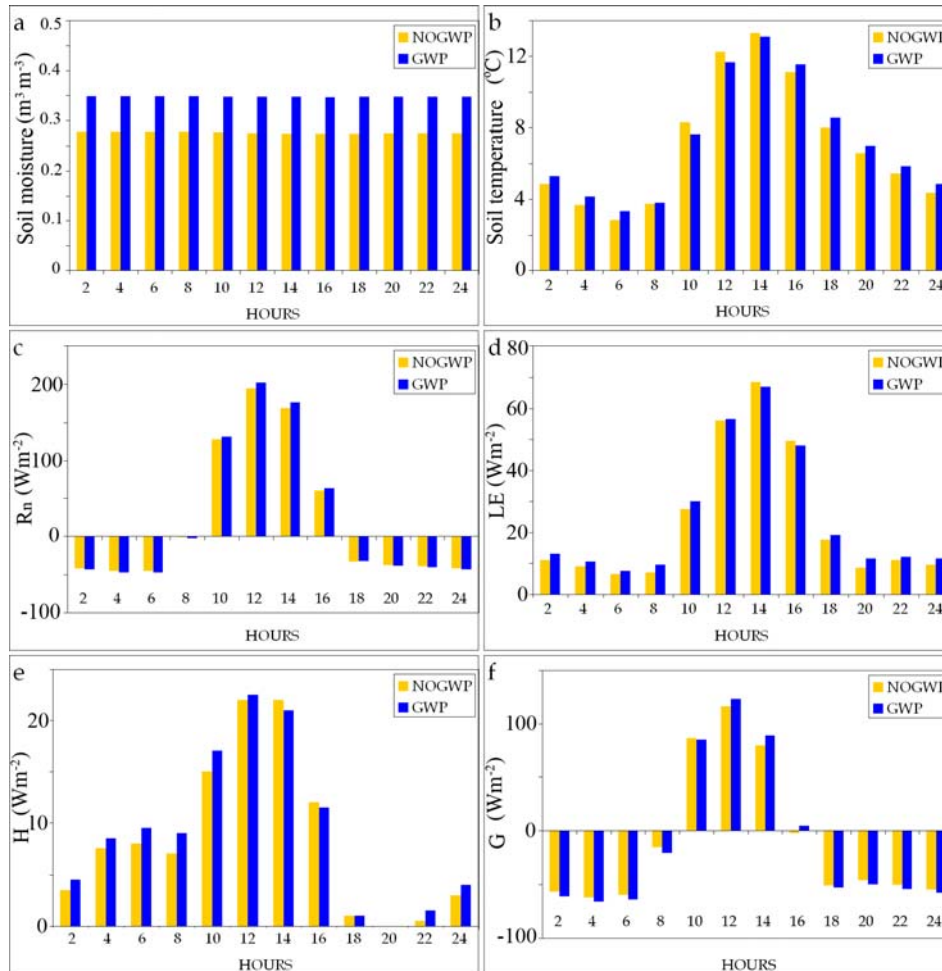 a
0.5
0.4
0.3
0.2
0.1
0
Soil moisture (m³ m⁻³)
NOGWP
GWP
2 4 6 8 10 12 14 16 18 20 22 24
HOURS
b
12
8
4
0
Soil temperature (⁰C)
NOGWP
GWP
2 4 6 8 10 12 14 16 18 20 22 24
HOURS
c
200
100
0
-100
Rn (Wm⁻²)
NOGWP
GWP
2 4 6 8 10 12 14 16 18 20 22 24
HOURS
d
80
60
40
20
0
LE (Wm⁻²)
NOGWP
GWP
2 4 6 8 10 12 14 16 18 20 22 24
HOURS
e
20
10
0
H (Wm⁻²)
NOGWP
GWP
2 4 6 8 10 12 14 16 18 20 22 24
HOURS
f
100
0
-100
G (Wm⁻²)
NOGWP
GWP
2 4 6 8 10 12 14 16 18 20 22 24
HOURS